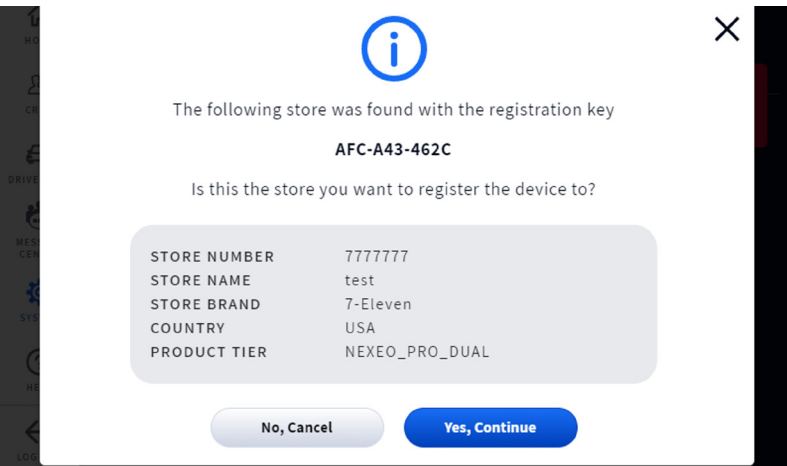 The following store was found with the registration key
AFC-A43-462C
Is this the store you want to register the device to?
STORE NUMBER 7777777
STORE NAME test
STORE BRAND 7-Eleven
COUNTRY USA
PRODUCT TIER NEXEO_PRO_DUAL
No, Cancel
Yes, Continue